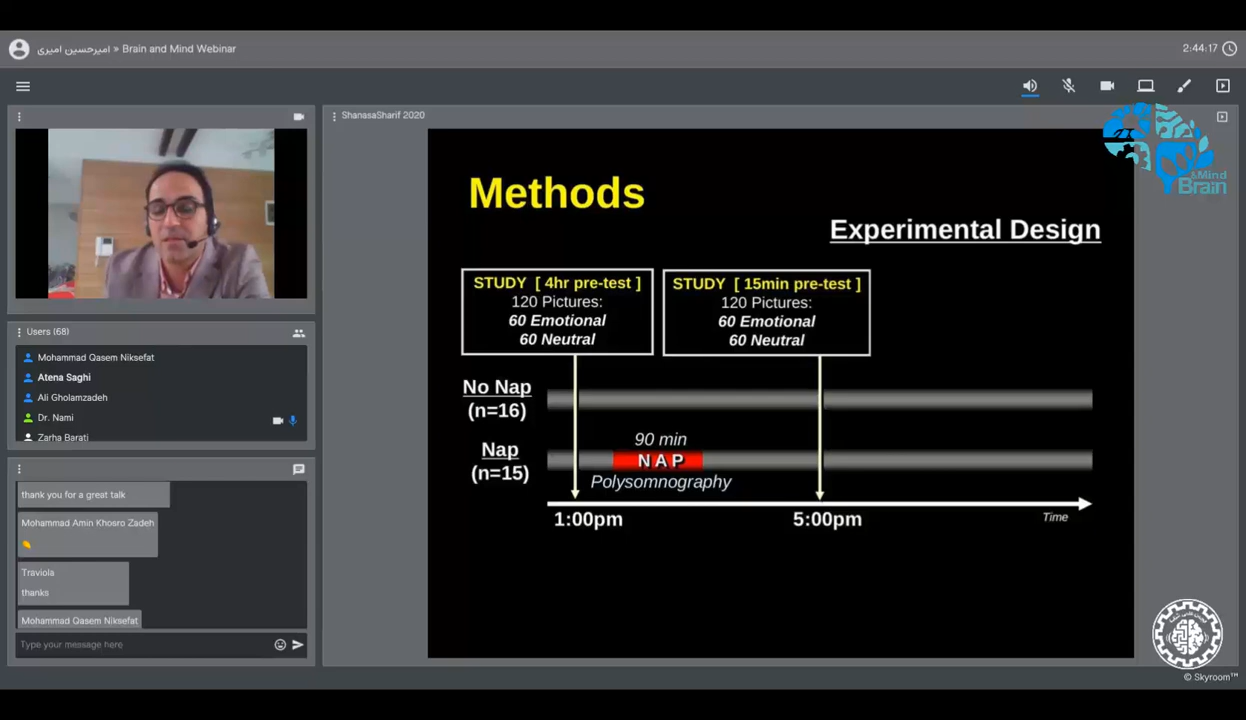 امیرحسین امیری » Brain and Mind Webinar
2:44:17
ShanasaSharif 2020
& Mind
Brain
Methods
Experimental Design
STUDY [ 4hr pre-test ]
120 Pictures:
60 Emotional
60 Neutral
STUDY [ 15min pre-test ]
120 Pictures:
60 Emotional
60 Neutral
No Nap
(n=16)
Nap
(n=15)
90 min
NAP
Polysomnography
1:00pm
5:00pm
Time
Users (68)
Mohammad Qasem Niksefat
Atena Saghi
Ali Gholamzadeh
Dr. Nami
Zarha Barati
thank you for a great talk
Mohammad Amin Khosro Zadeh
Traviola
thanks
Mohammad Qasem Niksefat
Type your message here
© Skyroom™